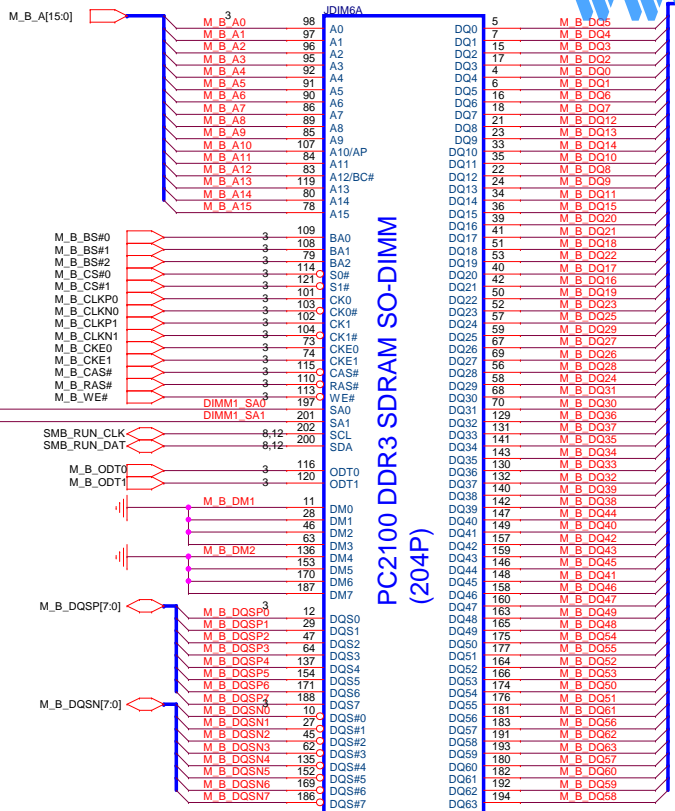 JDIM6A
M_B_A[15:0]
3
M_B_A0 98 A0
M_B_A1 97 A1
M_B_A2 96 A2
M_B_A3 95 A3
M_B_A4 92 A4
M_B_A5 91 A5
M_B_A6 90 A6
M_B_A7 86 A7
M_B_A8 89 A8
M_B_A9 85 A9
M_B_A10 107 A10/AP
M_B_A11 84 A11
M_B_A12 83 A12/BC#
M_B_A13 119 A13
M_B_A14 80 A14
M_B_A15 78 A15
M_B_BS#0 3 109 BA0
M_B_BS#1 3 108 BA1
M_B_BS#2 3 79 BA2
M_B_CS#0 3 114 S0#
M_B_CS#1 3 121 S1#
M_B_CLKP0 3 101 CK0
M_B_CLKN0 3 103 CK0#
M_B_CLKP1 3 102 CK1
M_B_CLKN1 3 104 CK1#
M_B_CKE0 3 73 CKE0
M_B_CKE1 3 74 CKE1
M_B_CAS# 3 115 CAS#
M_B_RAS# 3 110 RAS#
M_B_WE# 3 113 WE#
DIMM1_SA0 197 SA0
DIMM1_SA1 201 SA1
SMB_RUN_CLK 8,12 202 SCL
SMB_RUN_DAT 8,12 200 SDA
M_B_ODT0 3 116 ODT0
M_B_ODT1 3 120 ODT1
M_B_DM1 11 DM0
28 DM1
46 DM2
63 DM3
M_B_DM2 136 DM4
153 DM5
170 DM6
187 DM7
M_B_DQSP[7:0] 3
M_B_DQSP0 12 DQS0
M_B_DQSP1 29 DQS1
M_B_DQSP2 47 DQS2
M_B_DQSP3 64 DQS3
M_B_DQSP4 137 DQS4
M_B_DQSP5 154 DQS5
M_B_DQSP6 171 DQS6
M_B_DQSP7 188 DQS7
M_B_DQSN[7:0] 3
M_B_DQSN0 10 DQS#0
M_B_DQSN1 27 DQS#1
M_B_DQSN2 45 DQS#2
M_B_DQSN3 62 DQS#3
M_B_DQSN4 135 DQS#4
M_B_DQSN5 152 DQS#5
M_B_DQSN6 169 DQS#6
M_B_DQSN7 186 DQS#7
PC2100 DDR3 SDRAM SO-DIMM
(204P)
DQ0 5 M_B_DQ5
DQ1 7 M_B_DQ4
DQ2 15 M_B_DQ3
DQ3 17 M_B_DQ2
DQ4 4 M_B_DQ0
DQ5 6 M_B_DQ1
DQ6 16 M_B_DQ6
DQ7 18 M_B_DQ7
DQ8 21 M_B_DQ12
DQ9 23 M_B_DQ13
DQ10 33 M_B_DQ14
DQ11 35 M_B_DQ10
DQ12 22 M_B_DQ8
DQ13 24 M_B_DQ9
DQ14 34 M_B_DQ11
DQ15 36 M_B_DQ15
DQ16 39 M_B_DQ20
DQ17 41 M_B_DQ21
DQ18 51 M_B_DQ18
DQ19 53 M_B_DQ22
DQ20 40 M_B_DQ17
DQ21 42 M_B_DQ16
DQ22 50 M_B_DQ19
DQ23 52 M_B_DQ23
DQ24 57 M_B_DQ25
DQ25 59 M_B_DQ29
DQ26 67 M_B_DQ27
DQ27 69 M_B_DQ26
DQ28 56 M_B_DQ28
DQ29 58 M_B_DQ24
DQ30 68 M_B_DQ31
DQ31 70 M_B_DQ30
DQ32 129 M_B_DQ36
DQ33 131 M_B_DQ37
DQ34 141 M_B_DQ35
DQ35 143 M_B_DQ34
DQ36 130 M_B_DQ33
DQ37 132 M_B_DQ32
DQ38 140 M_B_DQ39
DQ39 142 M_B_DQ38
DQ40 147 M_B_DQ44
DQ41 149 M_B_DQ40
DQ42 157 M_B_DQ42
DQ43 159 M_B_DQ43
DQ44 146 M_B_DQ45
DQ45 148 M_B_DQ41
DQ46 158 M_B_DQ46
DQ47 160 M_B_DQ47
DQ48 163 M_B_DQ49
DQ49 165 M_B_DQ48
DQ50 175 M_B_DQ54
DQ51 177 M_B_DQ55
DQ52 164 M_B_DQ52
DQ53 166 M_B_DQ53
DQ54 174 M_B_DQ50
DQ55 176 M_B_DQ51
DQ56 181 M_B_DQ61
DQ57 183 M_B_DQ56
DQ58 191 M_B_DQ62
DQ59 193 M_B_DQ63
DQ60 180 M_B_DQ57
DQ61 182 M_B_DQ60
DQ62 192 M_B_DQ59
DQ63 194 M_B_DQ58